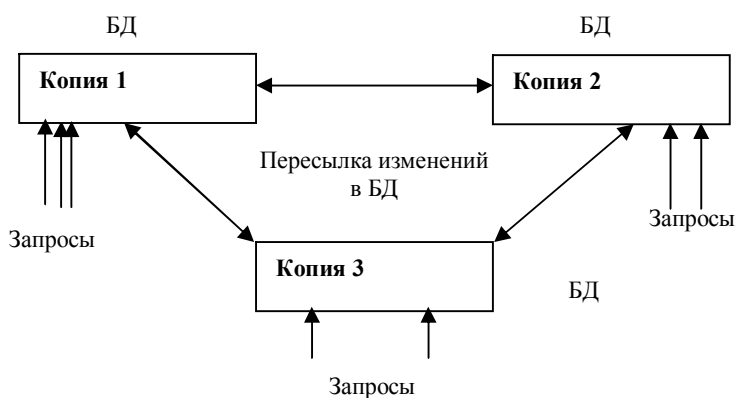 БД
БД
Копия 1
Копия 2
Пересылка изменений
в БД
Запросы
Запросы
Копия 3
БД
Запросы